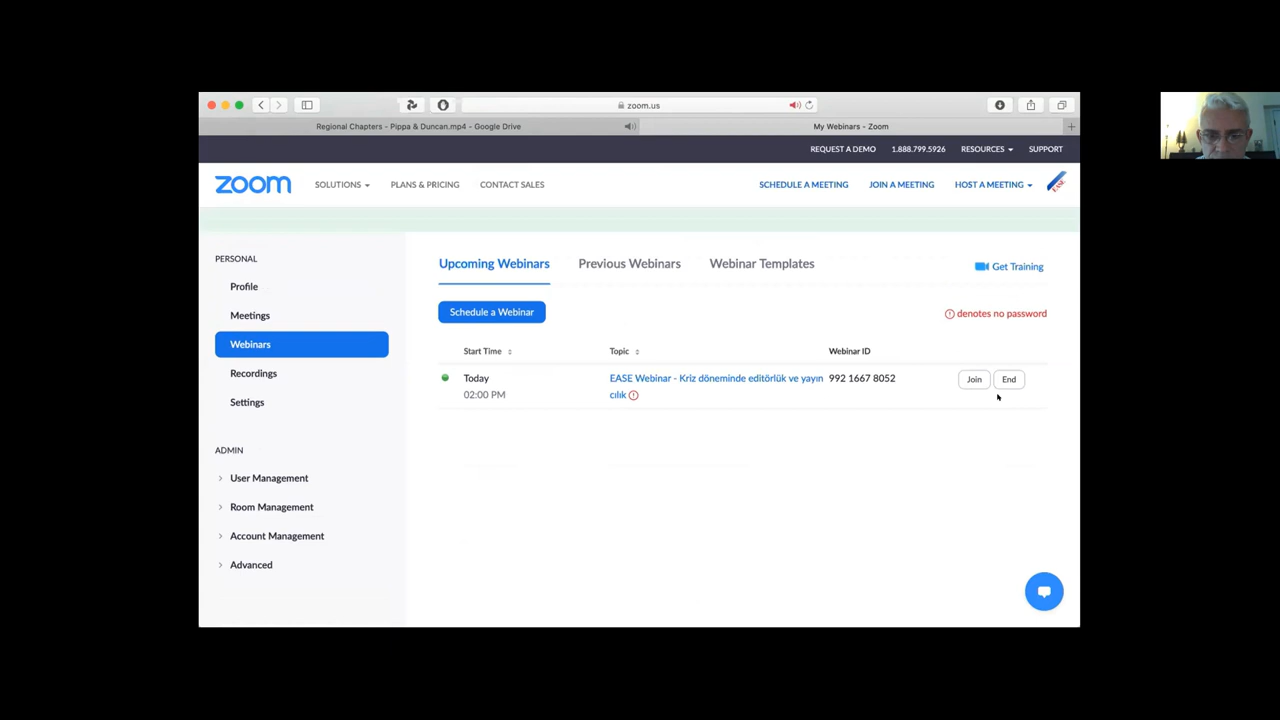 zoom.us
Regional Chapters - Pippa & Duncan.mp4 - Google Drive
My Webinars - Zoom
REQUEST A DEMO 1.888.799.5926 RESOURCES SUPPORT
zoom SOLUTIONS PLANS & PRICING CONTACT SALES SCHEDULE A MEETING JOIN A MEETING HOST A MEETING EASE
PERSONAL
Profile
Meetings
Webinars
Recordings
Settings
ADMIN
User Management
Room Management
Account Management
Advanced
Upcoming Webinars Previous Webinars Webinar Templates
Get Training
Schedule a Webinar
denotes no password
Start Time Topic Webinar ID
Today EASE Webinar - Kriz döneminde editörlük ve yayın 992 1667 8052 Join End
02:00 PM cılık